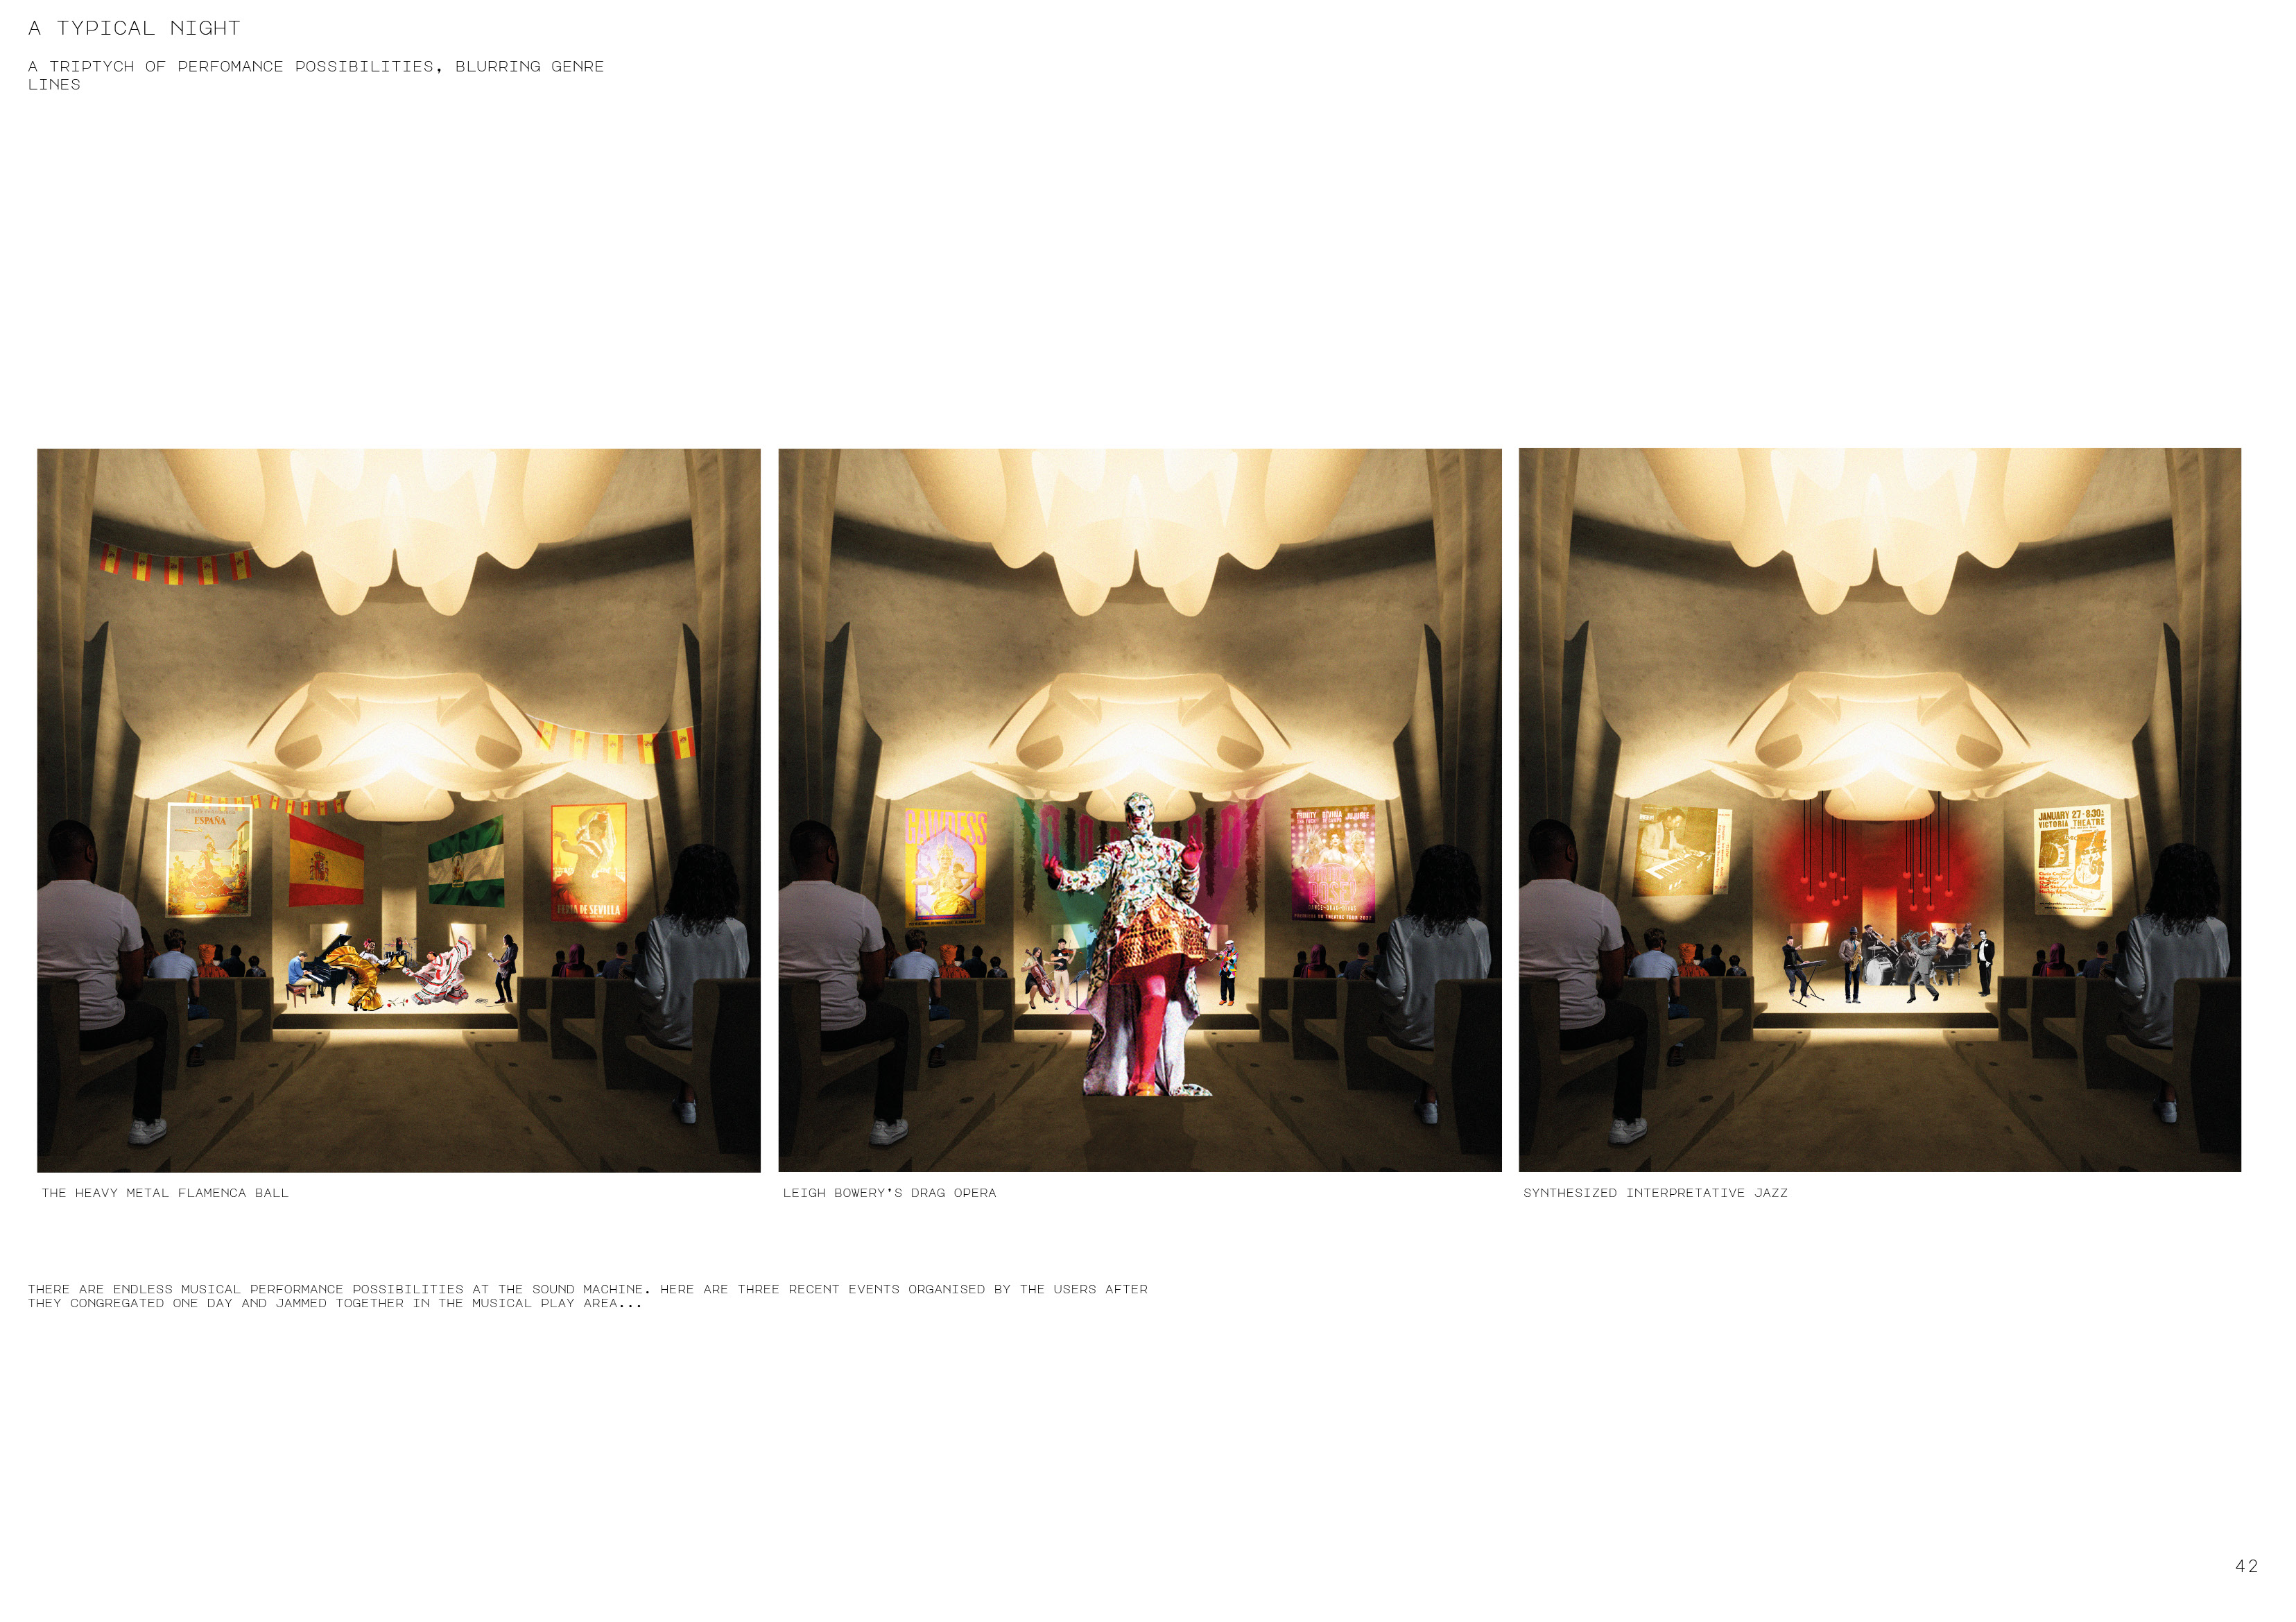 A TYPICAL NIGHT
A TRIPTYCH OF PERFOMANCE POSSIBILITIES, BLURRING GENRE
LINES
ESPAÑA
DE SEVILLA
TRINITY
JUJUBEE
JANUARY 27·8:30:
VICTORIA THEATRE
THE HEAVY METAL FLAMENCA BALL
LEIGH BOWERY'S DRAG OPERA
SYNTHESIZED INTERPRETATIVE JAZZ
THERE ARE ENDLESS MUSICAL PERFORMANCE POSSIBILITIES AT THE SOUND MACHINE. HERE ARE THREE RECENT EVENTS ORGANISED BY THE USERS AFTER
THEY CONGREGATED ONE DAY AND JAMMED TOGETHER IN THE MUSICAL PLAY AREA...
42